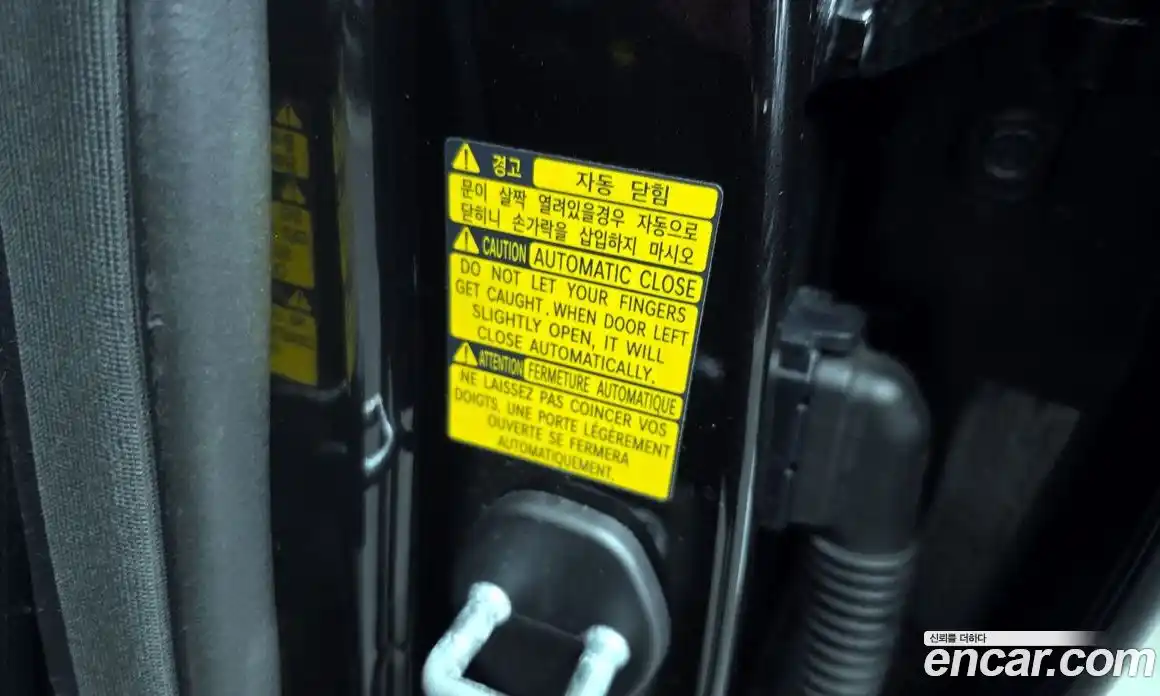 경고 자동 닫힘
문이 살짝 열려있을경우 자동으로
닫히니 손가락을 삽입하지 마시오
CAUTION AUTOMATIC CLOSE
DO NOT LET YOUR FINGERS
GET CAUGHT. WHEN DOOR LEFT
SLIGHTLY OPEN, IT WILL
CLOSE AUTOMATICALLY.
ATTENTION FERMETURE AUTOMATIQUE
NE LAISSEZ PAS COINCER VOS
DOIGTS, UNE PORTE LÉGÈREMENT
OUVERTE SE FERMERA
AUTOMATIQUEMENT.
신뢰를 더하다
encar.com